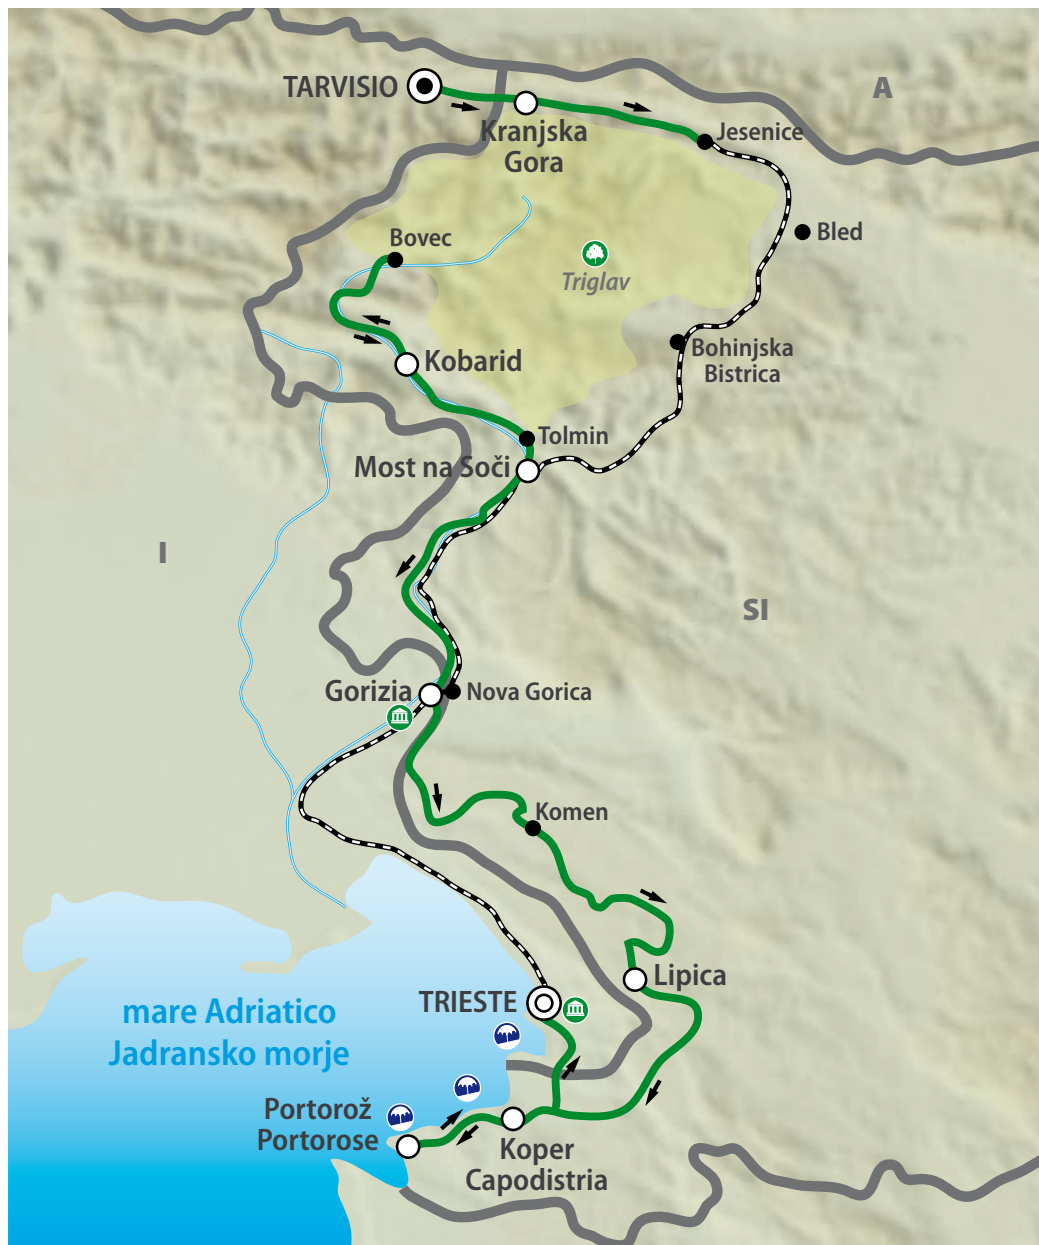 A
TARVISIO
Kranjska
Gora
Jesenice
Bled
Bovec
Triglav
Bohinjska
Bistrica
Kobarid
Tolmin
Most na Soči
I
SI
Gorizia
Nova Gorica
Komen
Lipica
TRIESTE
mare Adriatico
Jadransko morje
Portorož
Portorose
Koper
Capodistria